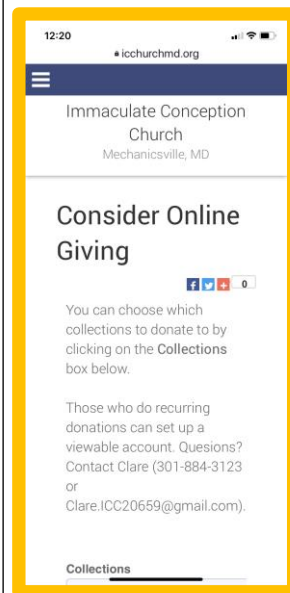 12:20
icchurchmd.org
Immaculate Conception
Church
Mechanicsville, MD
Consider Online
Giving
f
+ 0
You can choose which
collections to donate to by
clicking on the Collections
box below.
Those who do recurring
donations can set up a
viewable account. Quesions?
Contact Clare (301-884-3123
or
Clare.ICC20659@gmail.com).
Collections